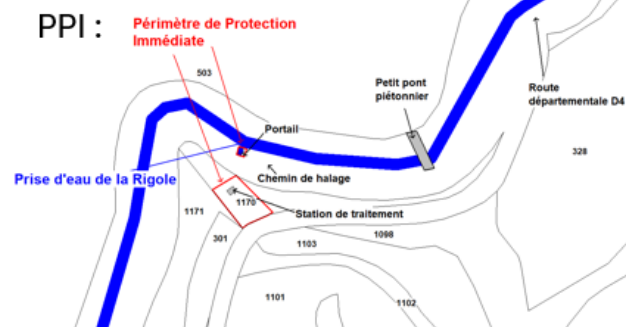 PPI :
Périmètre de Protection
Immédiate
503
Petit pont
piétonnier
Route
départementale D4
Portail
328
Prise d'eau de la Rigole
Chemin de halage
1170
1171
Station de traitement
301
1098
1103
1101
1102